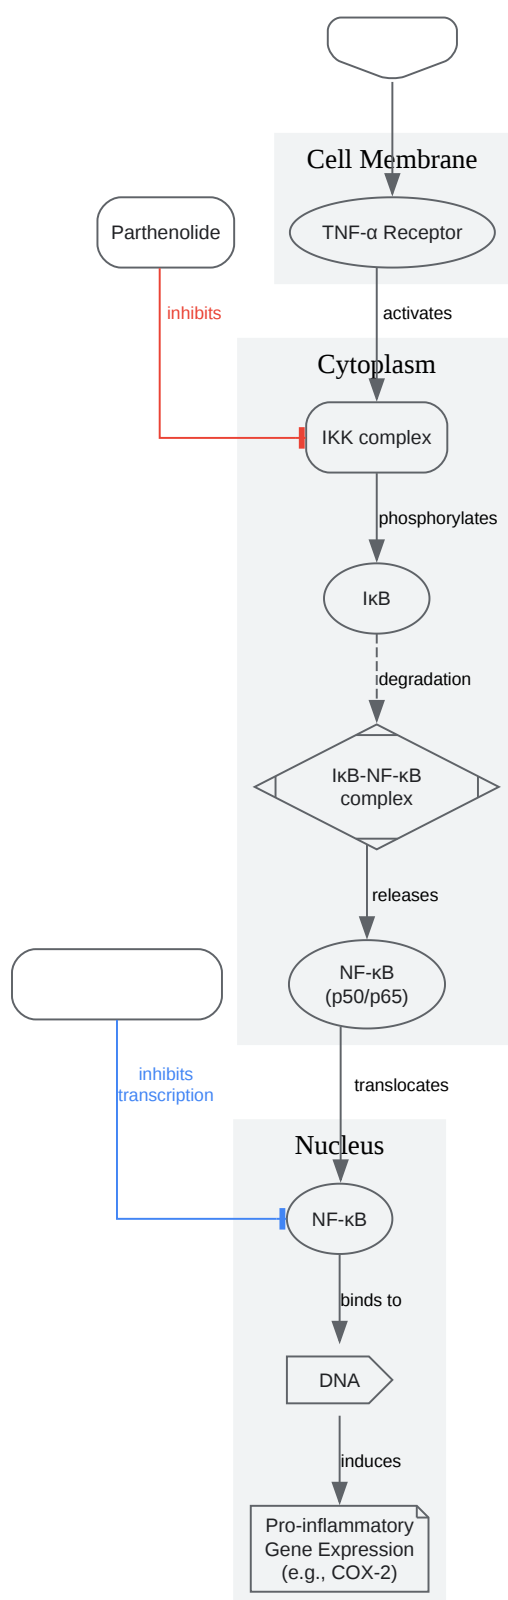 Cell Membrane
Parthenolide
TNF-α Receptor
inhibits
activates
Cytoplasm
IKK complex
phosphorylates
IκB
degradation
IκB-NF-κB
complex
releases
NF-κB
(p50/p65)
inhibits
transcription
translocates
Nucleus
NF-κB
binds to
DNA
induces
Pro-inflammatory
Gene Expression
(e.g., COX-2)